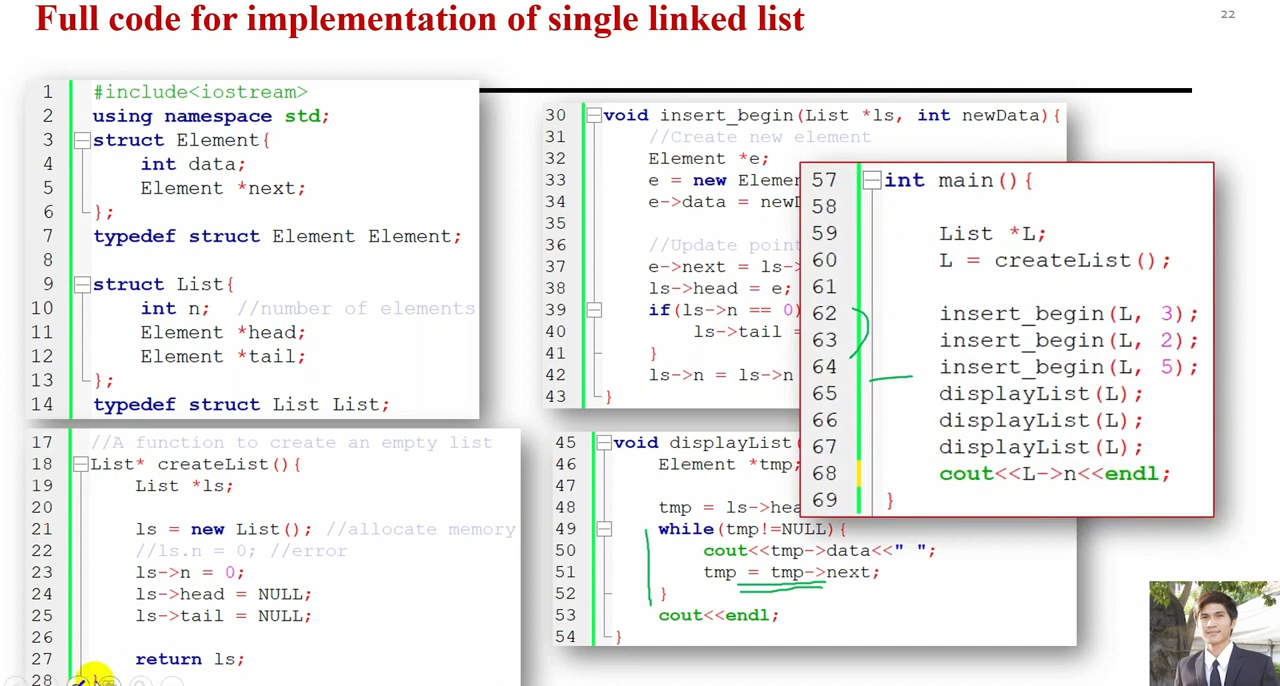 Full code for implementation of single linked list
22
1 #include<iostream>
2 using namespace std;
3 struct Element{
4 int data;
5 Element *next;
6 };
7 typedef struct Element Element;
8
9 struct List{
10 int n; //number of elements
11 Element *head;
12 Element *tail;
13 };
14 typedef struct List List;
17 //A function to create an empty list
18 List* createList(){
19 List *ls;
20
21 ls = new List(); //allocate memory
22 //ls.n = 0; //error
23 ls->n = 0;
24 ls->head = NULL;
25 ls->tail = NULL;
26
27 return ls;
28 }
30 void insert_begin(List *ls, int newData){
31 //Create new element
32 Element *e;
33 e = new Elemen
34 e->data = newD
35
36 //Update point
37 e->next = ls->
38 ls->head = e;
39 if(ls->n == 0)
40 ls->tail =
41 }
42 ls->n = ls->n
43 }
45 void displayList(
46 Element *tmp;
47
48 tmp = ls->hea
49 while(tmp!=NULL){
50 cout<<tmp->data<<" ";
51 tmp = tmp->next;
52 }
53 cout<<endl;
54 }
57 int main(){
58
59 List *L;
60 L = createList();
61
62 insert_begin(L, 3);
63 insert_begin(L, 2);
64 insert_begin(L, 5);
65 displayList(L);
66 displayList(L);
67 displayList(L);
68 cout<<L->n<<endl;
69 }